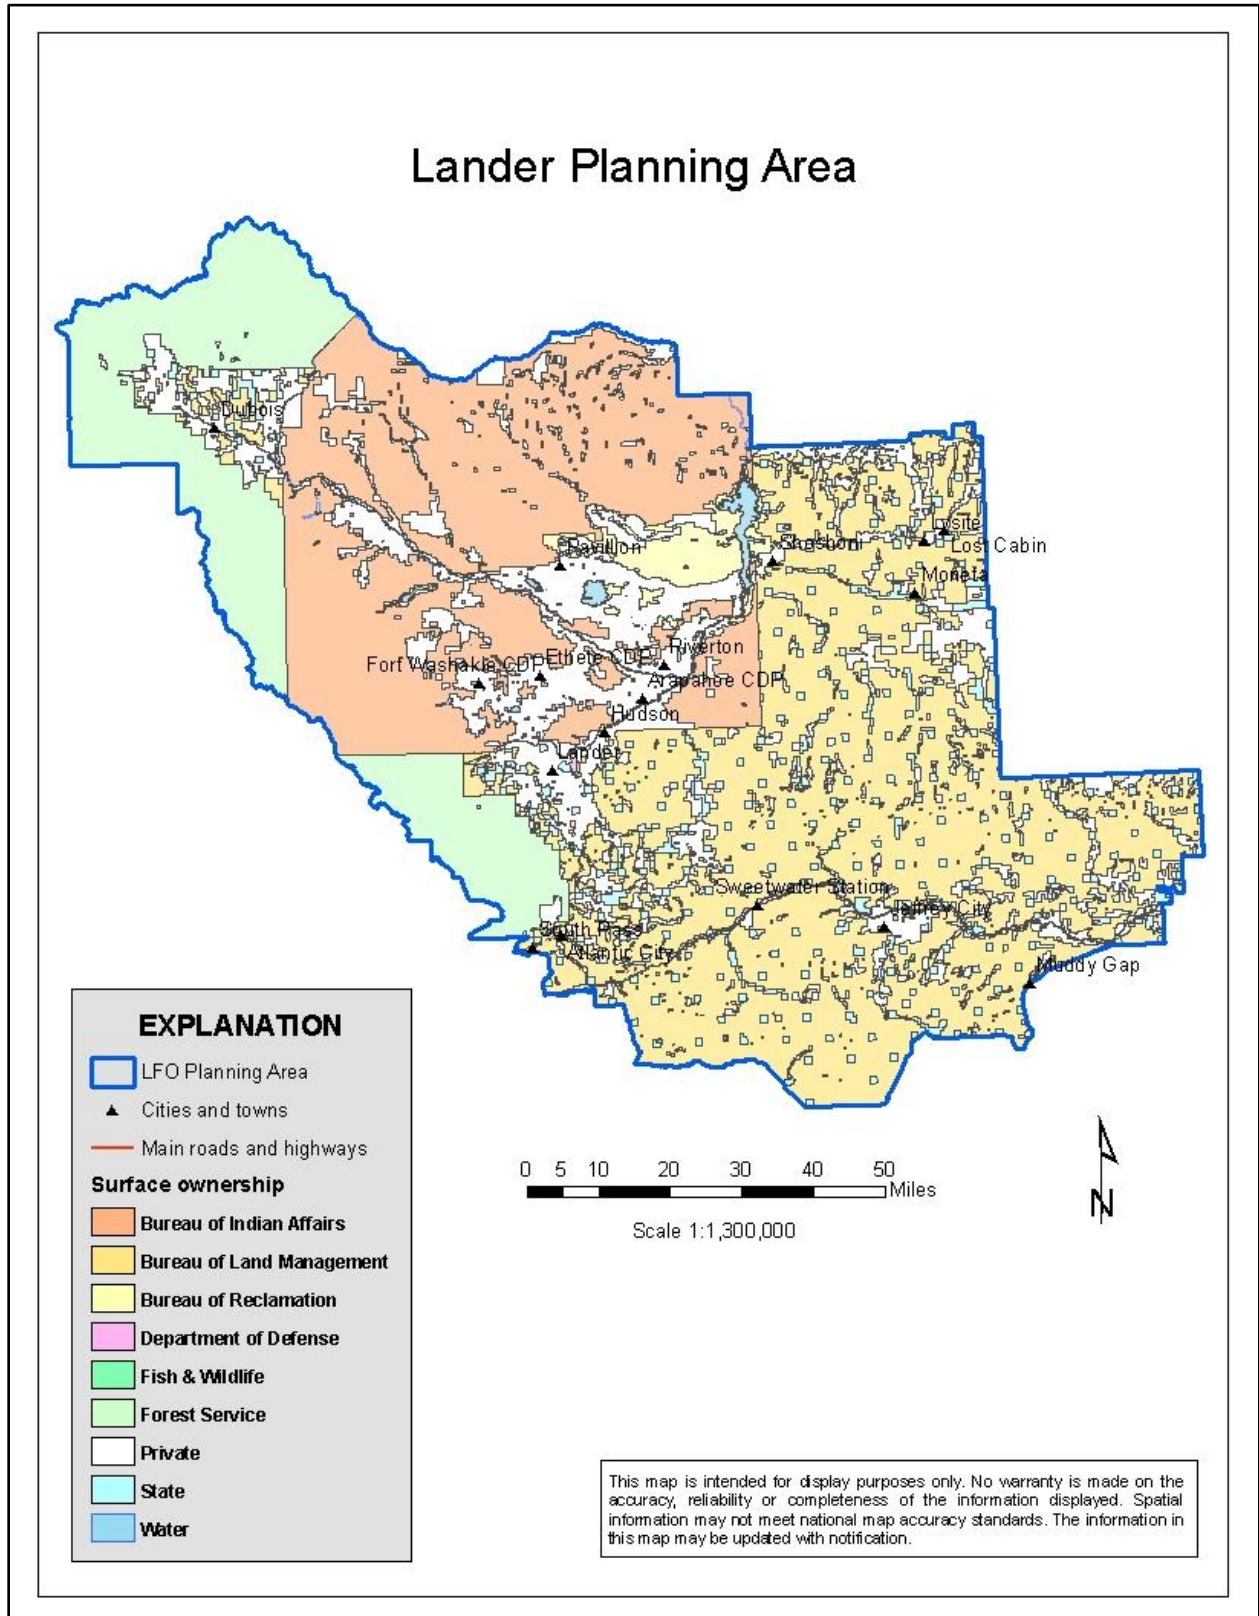 Lander Planning Area
Dubois
Pavillion
Shoshoni
Lysite
Lost Cabin
Moneta
Riverton
Ethete CDP
Fort Washakie CDP
Arapahoe CDP
Hudson
Lander
Sweetwater Station
Jeffrey City
South Pass
Atlantic City
Muddy Gap
EXPLANATION
LFO Planning Area
Cities and towns
Main roads and highways
Surface ownership
Bureau of Indian Affairs
Bureau of Land Management
Bureau of Reclamation
Department of Defense
Fish & Wildlife
Forest Service
Private
State
Water
0 5 10 20 30 40 50
Miles
Scale 1:1,300,000
N
This map is intended for display purposes only. No warranty is made on the
accuracy, reliability or completeness of the information displayed. Spatial
information may not meet national map accuracy standards. The information in
this map may be updated with notification.